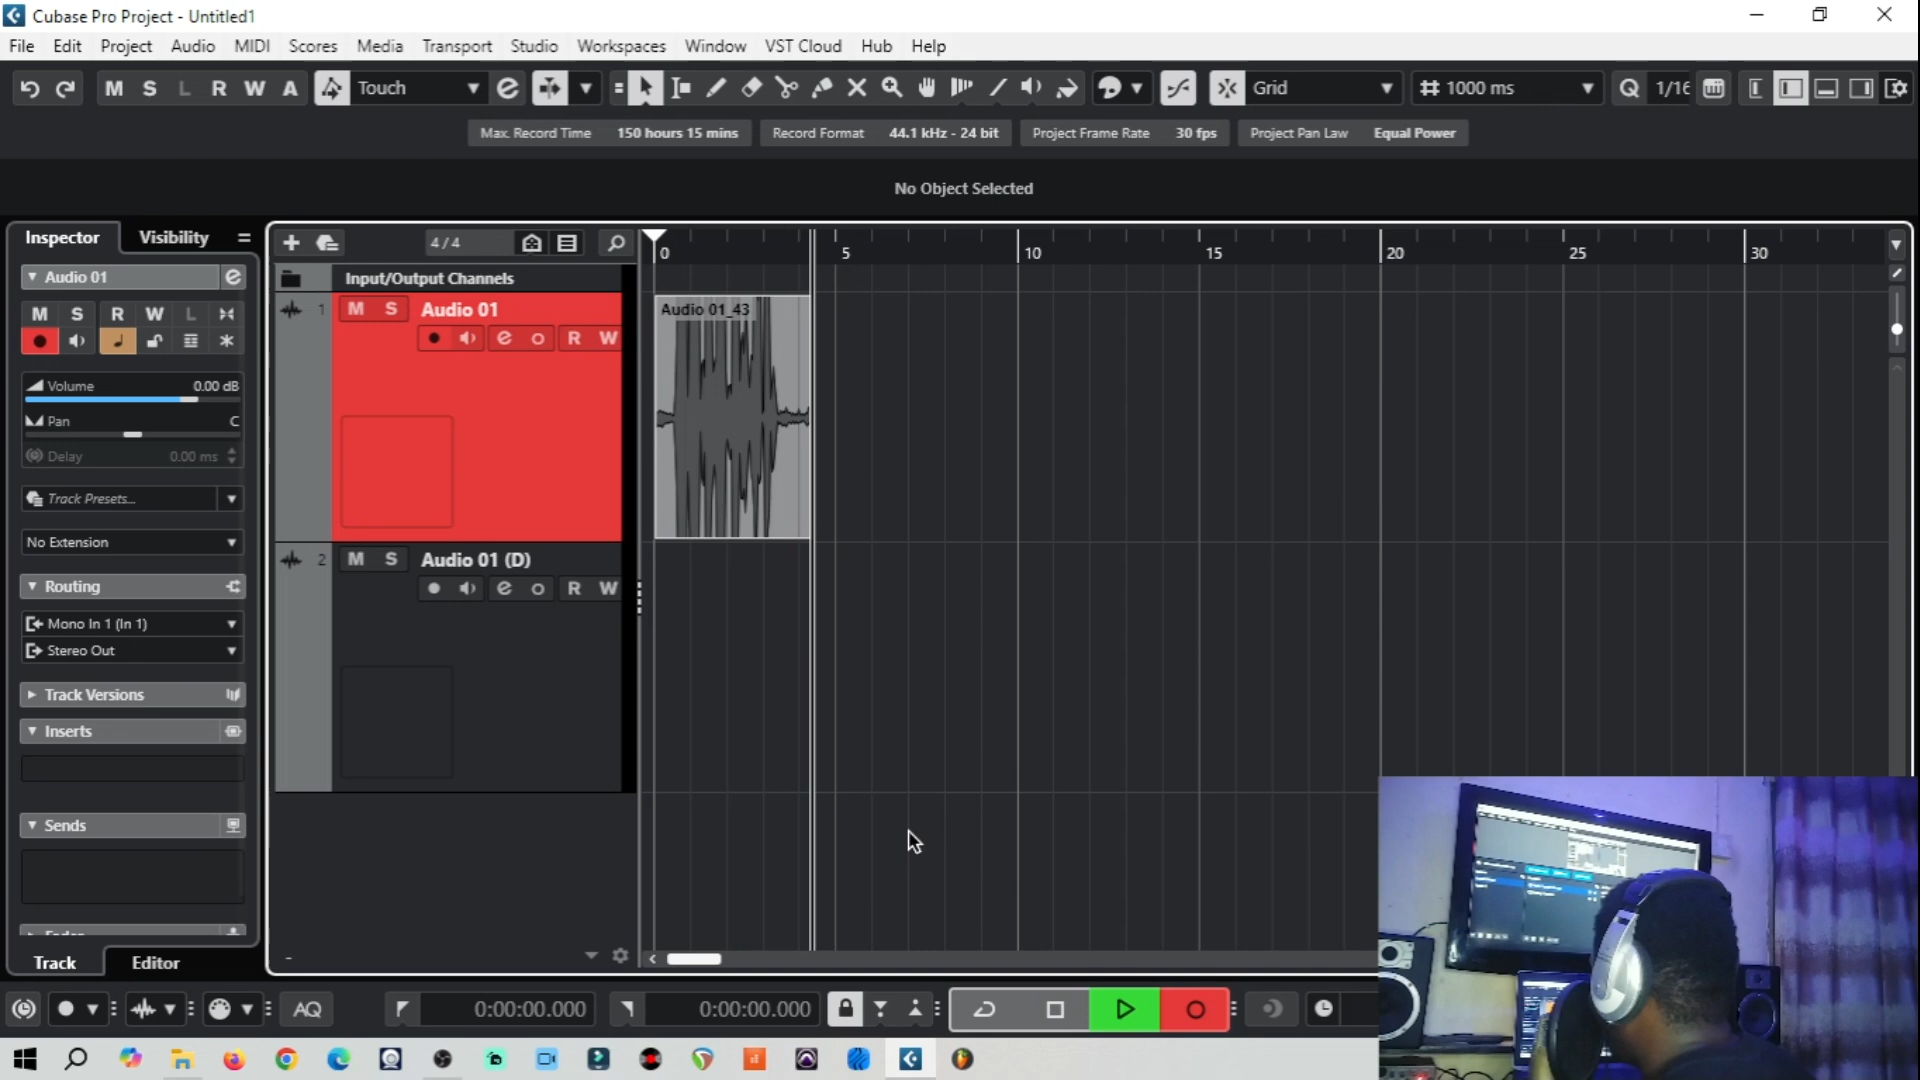 Cubase Pro Project - Untitled1
File Edit Project Audio MIDI Scores Media Transport Studio Workspaces Window VST Cloud Hub Help
M S L R W A Touch Grid 1000 ms Q 1/16
Max. Record Time 150 hours 15 mins Record Format 44.1 kHz - 24 bit Project Frame Rate 30 fps Project Pan Law Equal Power
No Object Selected
Inspector Visibility
4 / 4
0 5 10 15 20 25 30
Audio 01
Input/Output Channels
M S R W L
Volume 0.00 dB
Pan C
Delay 0.00 ms
Track Presets...
No Extension
Routing
Mono In 1 (In 1)
Stereo Out
Track Versions
Inserts
Sends
Track Editor
1 M S Audio 01
R W
Audio 01_43
2 M S Audio 01 (D)
R W
AQ 0:00:00.000 0:00:00.000